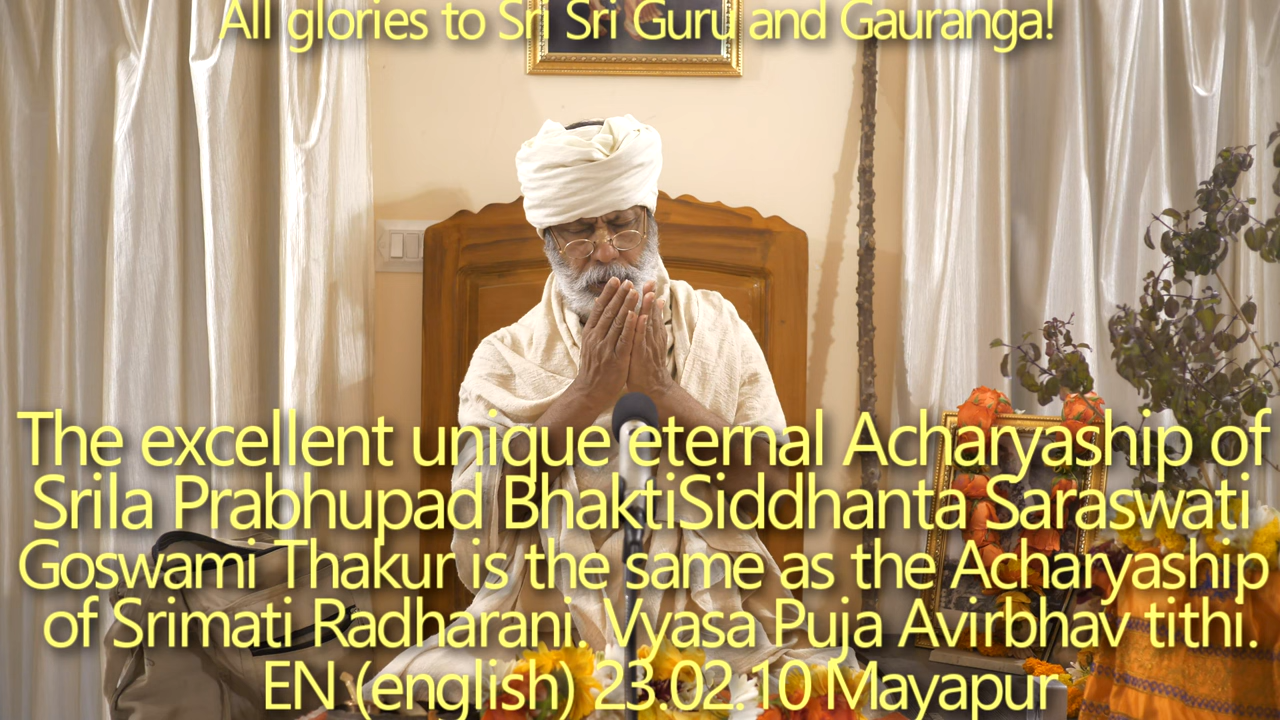 All glories to Sri Sri Guru and Gauranga!
The excellent unique eternal Acharyaship of
Srila Prabhupad BhaktiSiddhanta Saraswati
Goswami Thakur is the same as the Acharyaship
of Srimati Radharani. Vyasa Puja Avirbhav tithi.
EN (english) 23.02.10 Mayapur